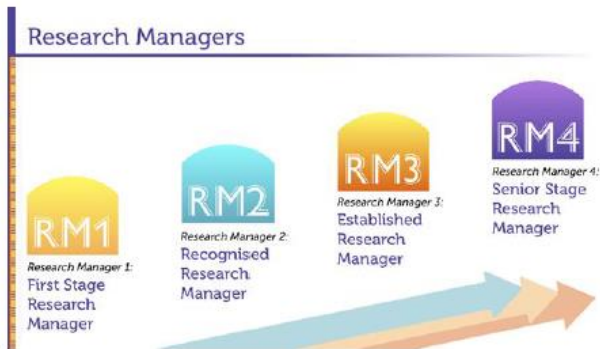 Research Managers
RM1
Research Manager 1:
First Stage
Research
Manager
RM2
Research Manager 2:
Recognised
Research
Manager
RM3
Research Manager 3:
Established
Research
Manager
RM4
Research Manager 4:
Senior Stage
Research
Manager